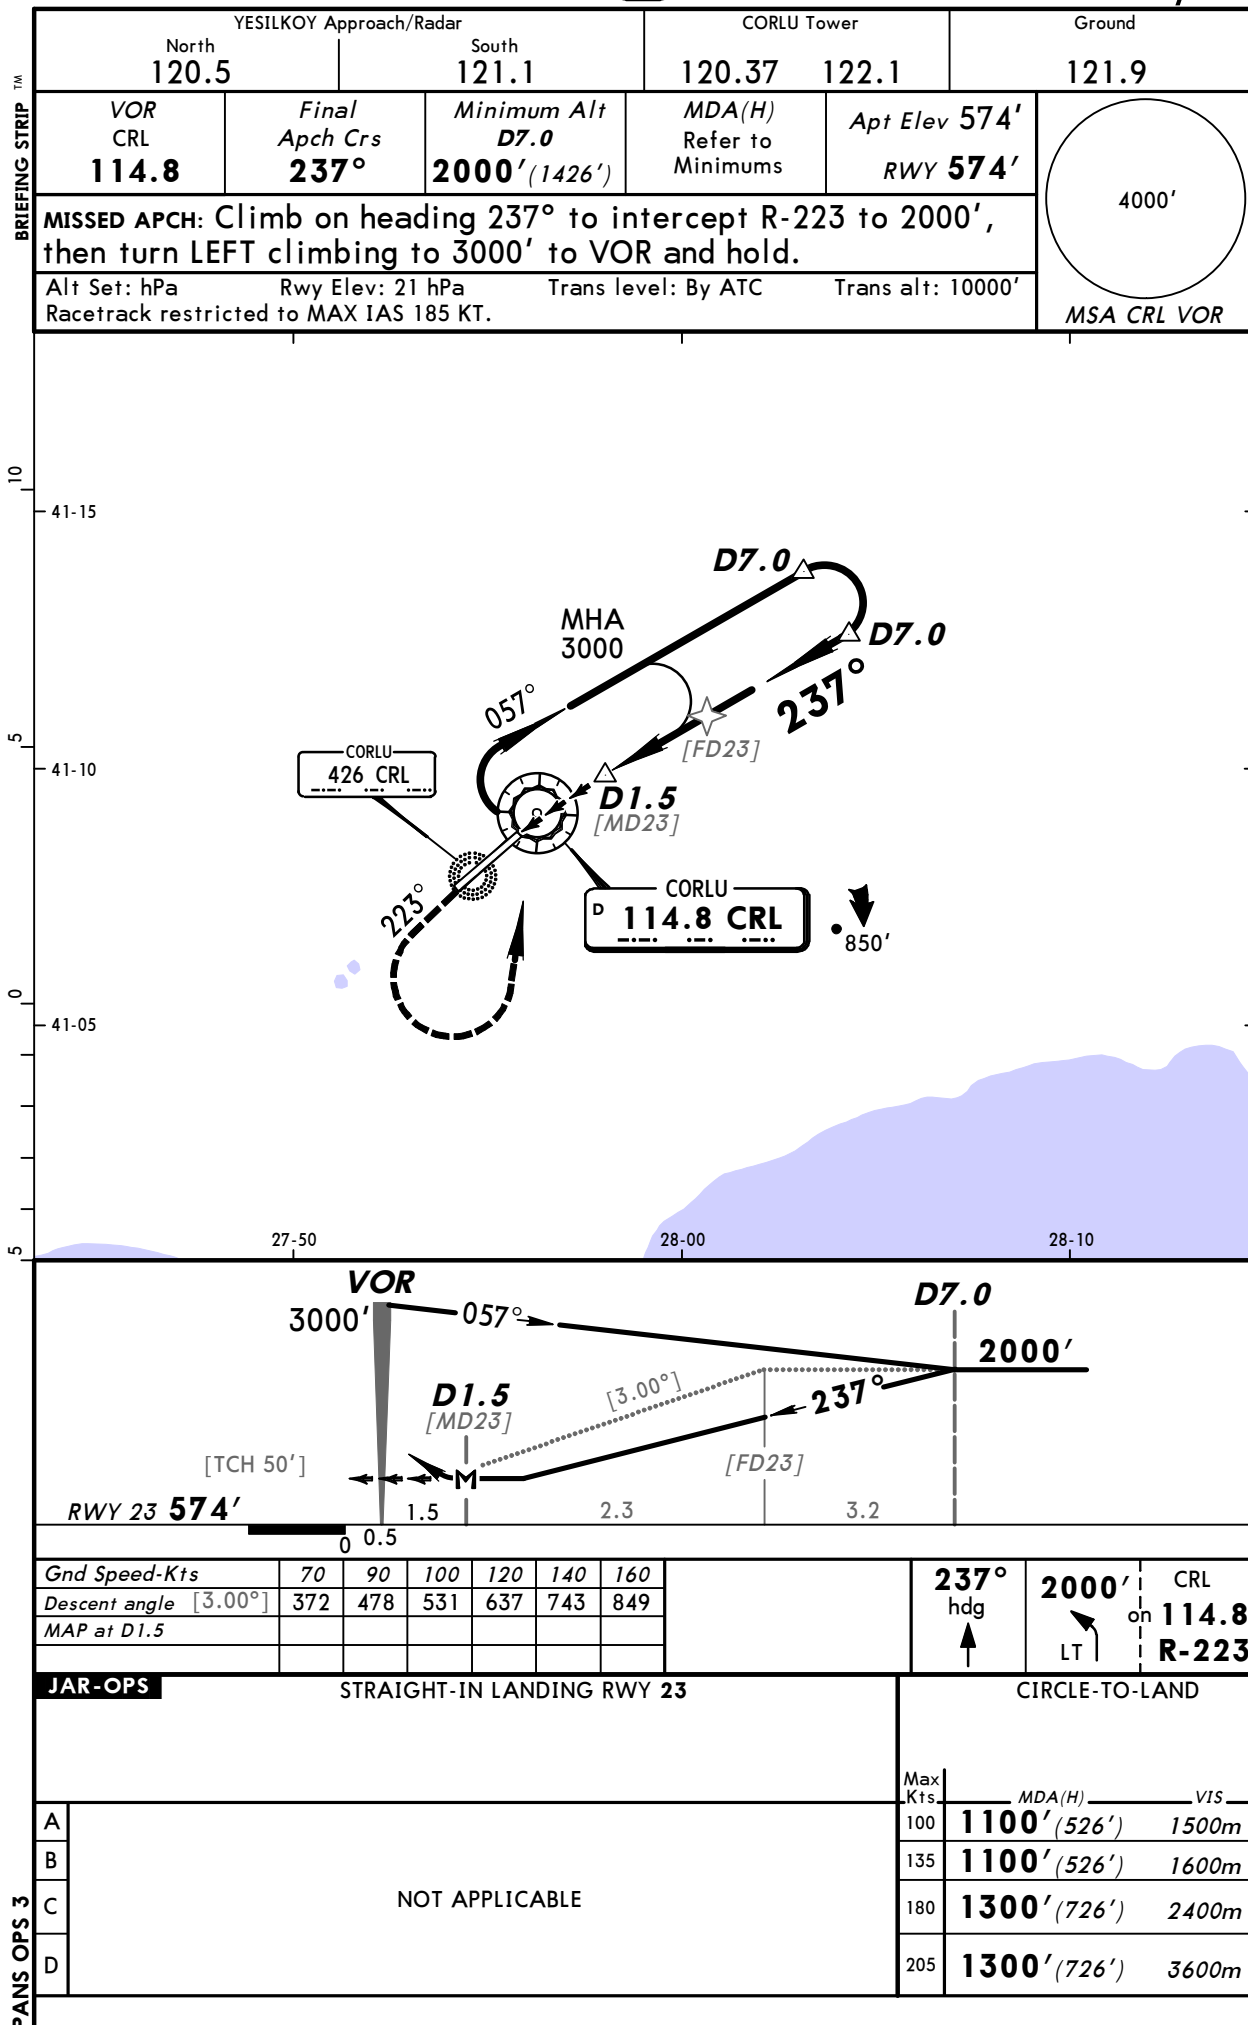 YESILKOY Approach/Radar
CORLU Tower
Ground
North
South
120.5
121.1
120.37 122.1
121.9
BRIEFING STRIP TM
VOR
CRL
114.8
Final
Apch Crs
237°
Minimum Alt
D7.0
2000' (1426')
MDA(H)
Refer to
Minimums
Apt Elev 574'
RWY 574'
4000'
MSA CRL VOR
MISSED APCH: Climb on heading 237° to intercept R-223 to 2000',
then turn LEFT climbing to 3000' to VOR and hold.
Alt Set: hPa Rwy Elev: 21 hPa Trans level: By ATC Trans alt: 10000'
Racetrack restricted to MAX IAS 185 KT.
10
41-15
D7.0
MHA
3000
D7.0
237°
057°
[FD23]
5
41-10
CORLU
426 CRL
D1.5
[MD23]
CORLU
D 114.8 CRL
850'
223°
0
41-05
5
27-50
28-00
28-10
VOR
3000'
057°
D7.0
2000'
[3.00°]
237°
D1.5
[MD23]
[TCH 50']
M
[FD23]
RWY 23 574'
1.5
2.3
3.2
0
0.5
Gnd Speed-Kts 70 90 100 120 140 160
Descent angle [3.00°] 372 478 531 637 743 849
MAP at D1.5
237°
hdg
2000'
LT
on
CRL
114.8
R-223
JAR-OPS
STRAIGHT-IN LANDING RWY 23
CIRCLE-TO-LAND
Max
Kts
MDA(H)
VIS
A
100 1100' (526') 1500m
B
135 1100' (526') 1600m
C
NOT APPLICABLE
180 1300' (726') 2400m
D
205 1300' (726') 3600m
PANS OPS 3